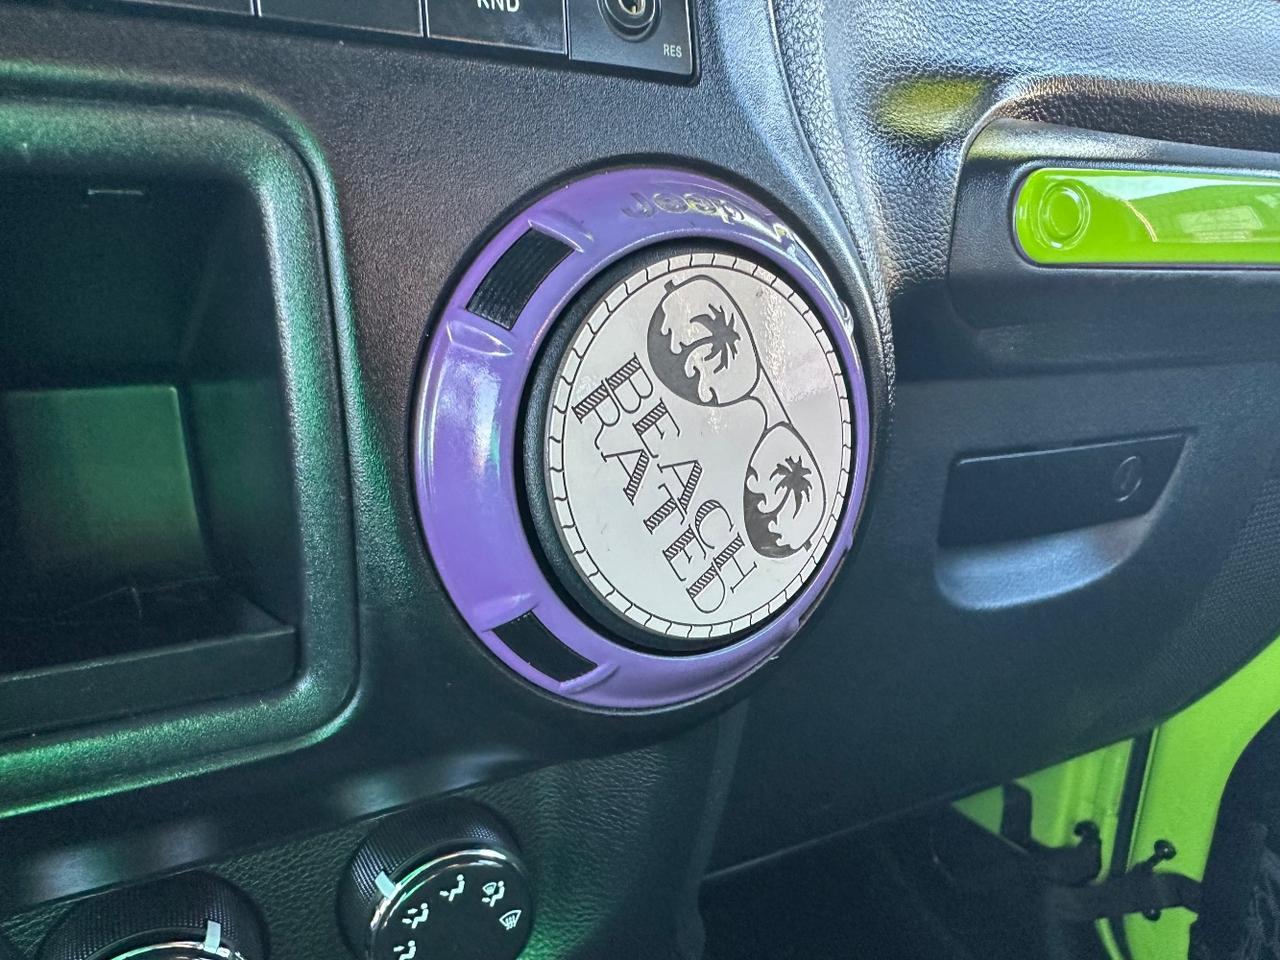 RND
RES
Jeep
BEACH
RATED